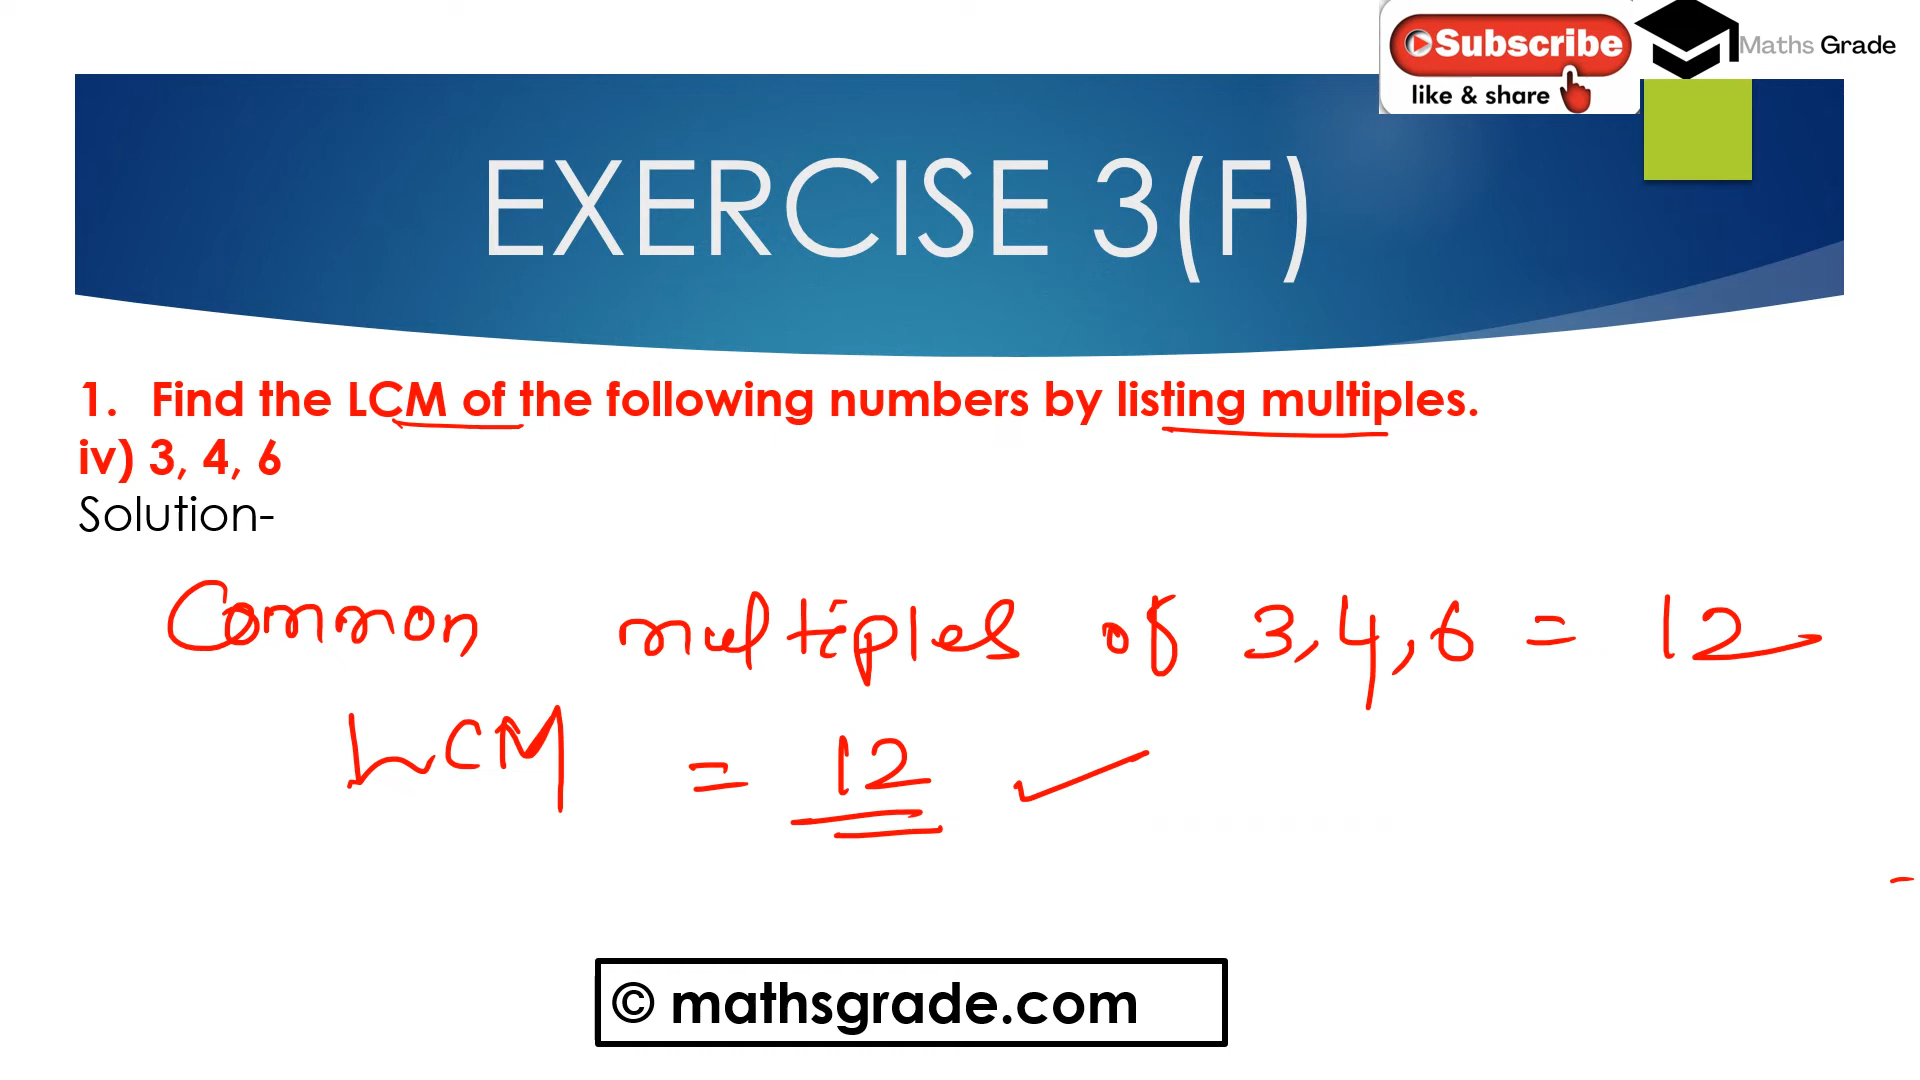 Subscribe
like & share
Maths Grade
EXERCISE 3(F)
1. Find the LCM of the following numbers by listing multiples.
iv) 3, 4, 6
Solution-
Common multiples of 3, 4, 6 = 12
LCM = 12
© mathsgrade.com